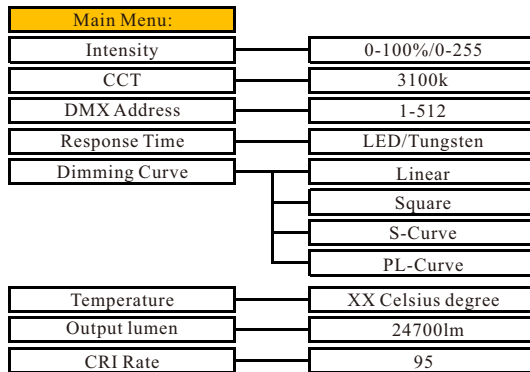 Main Menu:
Intensity 0-100%/0-255
CCT 3100k
DMX Address 1-512
Response Time LED/Tungsten
Dimming Curve Linear
Square
S-Curve
PL-Curve
Temperature XX Celsius degree
Output lumen 24700lm
CRI Rate 95